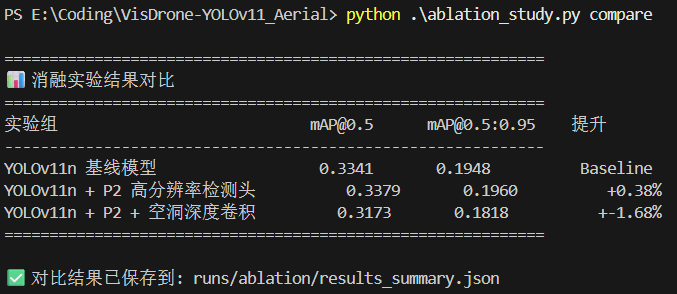 PS E:\Coding\VisDrone-YOLOv11_Aerial> python .\ablation_study.py compare
============================================================
📊 消融实验结果对比
============================================================
实验组 mAP@0.5 mAP@0.5:0.95 提升
------------------------------------------------------------
YOLOv11n 基线模型 0.3341 0.1948 Baseline
YOLOv11n + P2 高分辨率检测头 0.3379 0.1960 +0.38%
YOLOv11n + P2 + 空洞深度卷积 0.3173 0.1818 +-1.68%
============================================================
✅ 对比结果已保存到: runs/ablation/results_summary.json